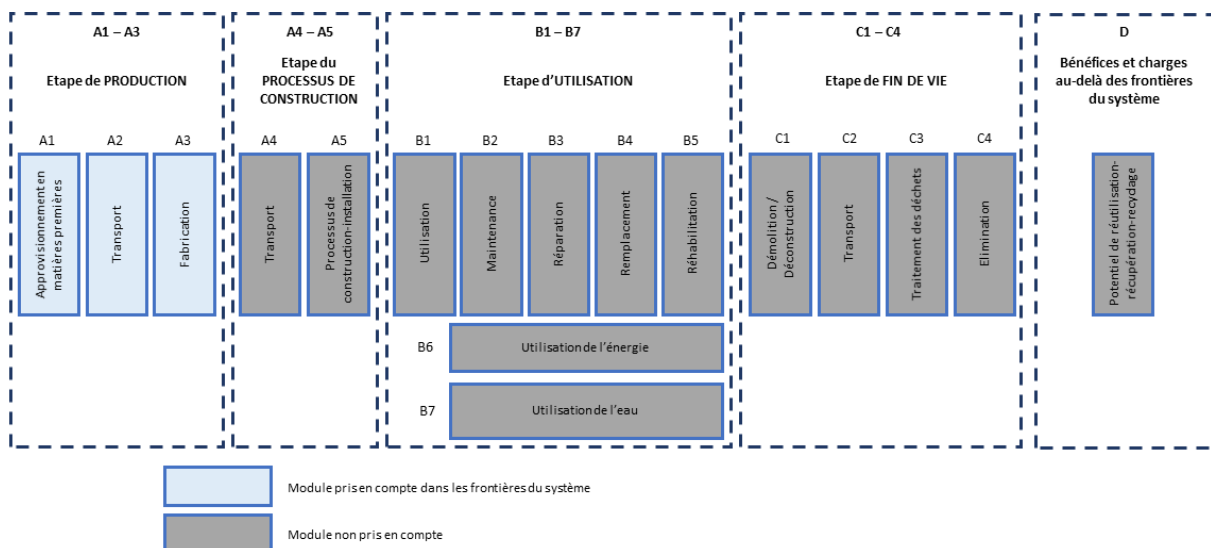 A1 – A3
Etape de PRODUCTION
A4 – A5
Etape du
PROCESSUS DE
CONSTRUCTION
B1 – B7
Etape d’UTILISATION
C1 – C4
Etape de FIN DE VIE
D
Bénéfices et charges
au-delà des frontières
du système
A1
A2
A3
A4
A5
B1
B2
B3
B4
B5
C1
C2
C3
C4
Approvisionnement en
matières premières
Transport
Fabrication
Transport
Processus de
construction-installation
Utilisation
Maintenance
Réparation
Remplacement
Réhabilitation
Démolition /
Déconstruction
Transport
Traitement des déchets
Elimination
Potentiel de réutilisation-
récupération-recyclage
B6
Utilisation de l’énergie
B7
Utilisation de l’eau
Module pris en compte dans les frontières du système
Module non pris en compte